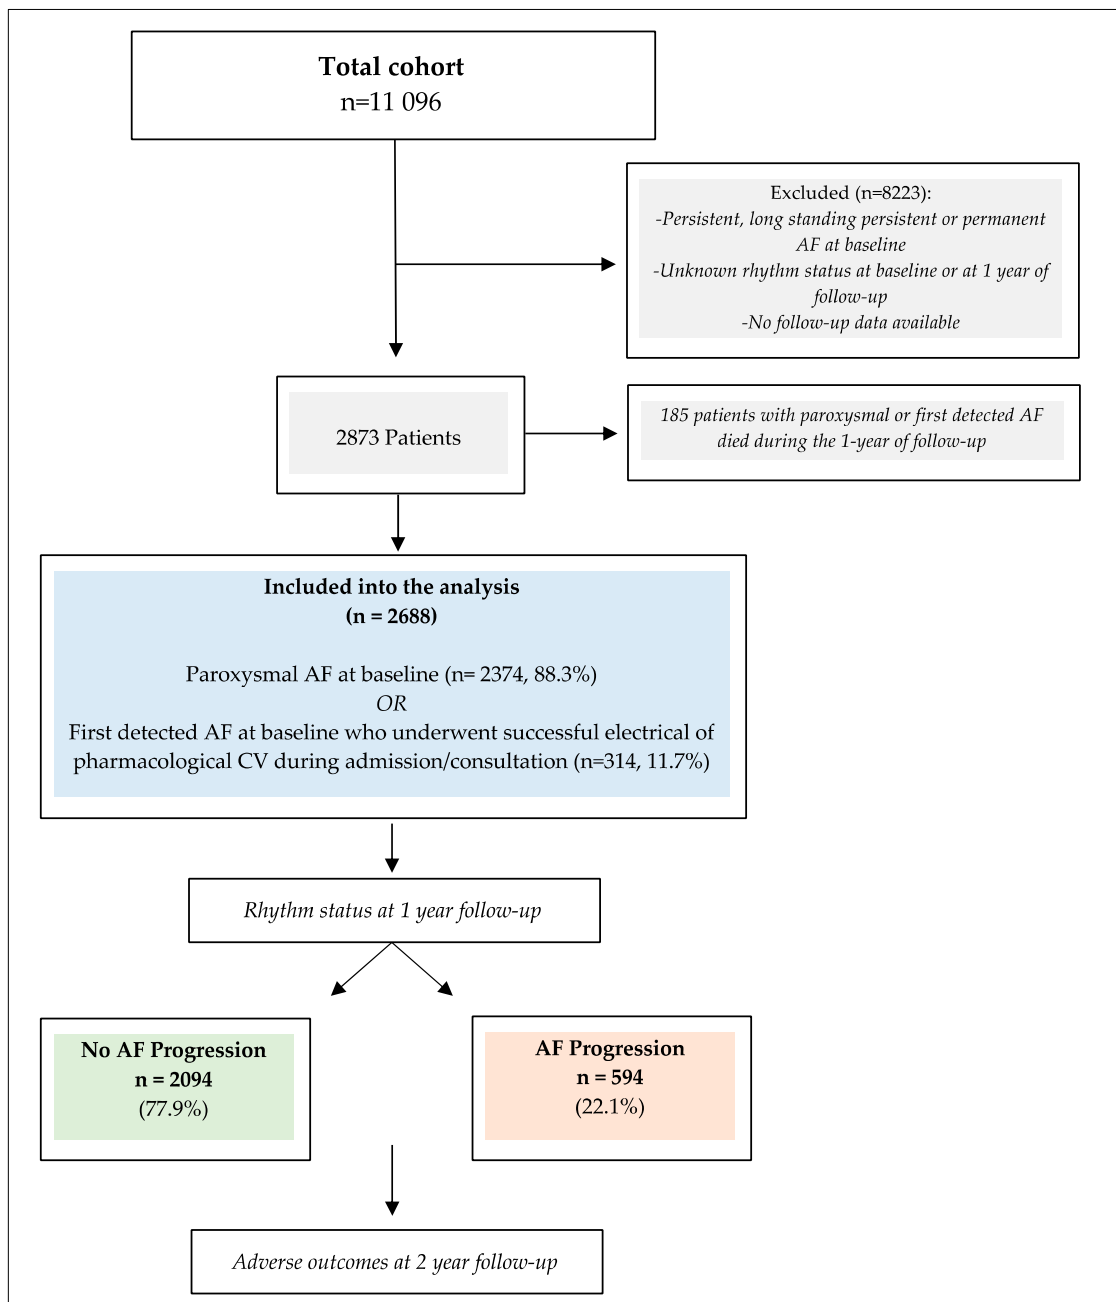 Total cohort
n=11 096
Excluded (n=8223):
-Persistent, long standing persistent or permanent
AF at baseline
-Unknown rhythm status at baseline or at 1 year of
follow-up
-No follow-up data available
2873 Patients
185 patients with paroxysmal or first detected AF
died during the 1-year of follow-up
Included into the analysis
(n = 2688)
Paroxysmal AF at baseline (n= 2374, 88.3%)
OR
First detected AF at baseline who underwent successful electrical of
pharmacological CV during admission/consultation (n=314, 11.7%)
Rhythm status at 1 year follow-up
No AF Progression
n = 2094
(77.9%)
AF Progression
n = 594
(22.1%)
Adverse outcomes at 2 year follow-up